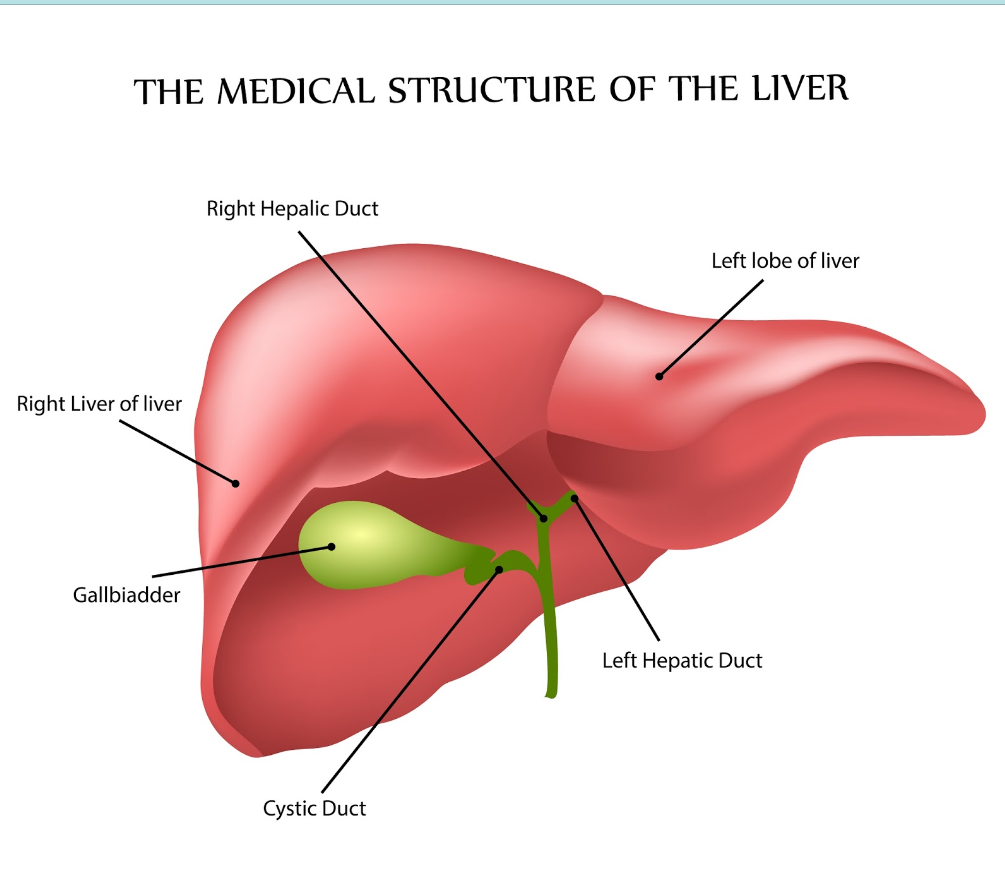 THE MEDICAL STRUCTURE OF THE LIVER
Right Hepalic Duct
Left lobe of liver
Right Liver of liver
Gallbiadder
Left Hepatic Duct
Cystic Duct